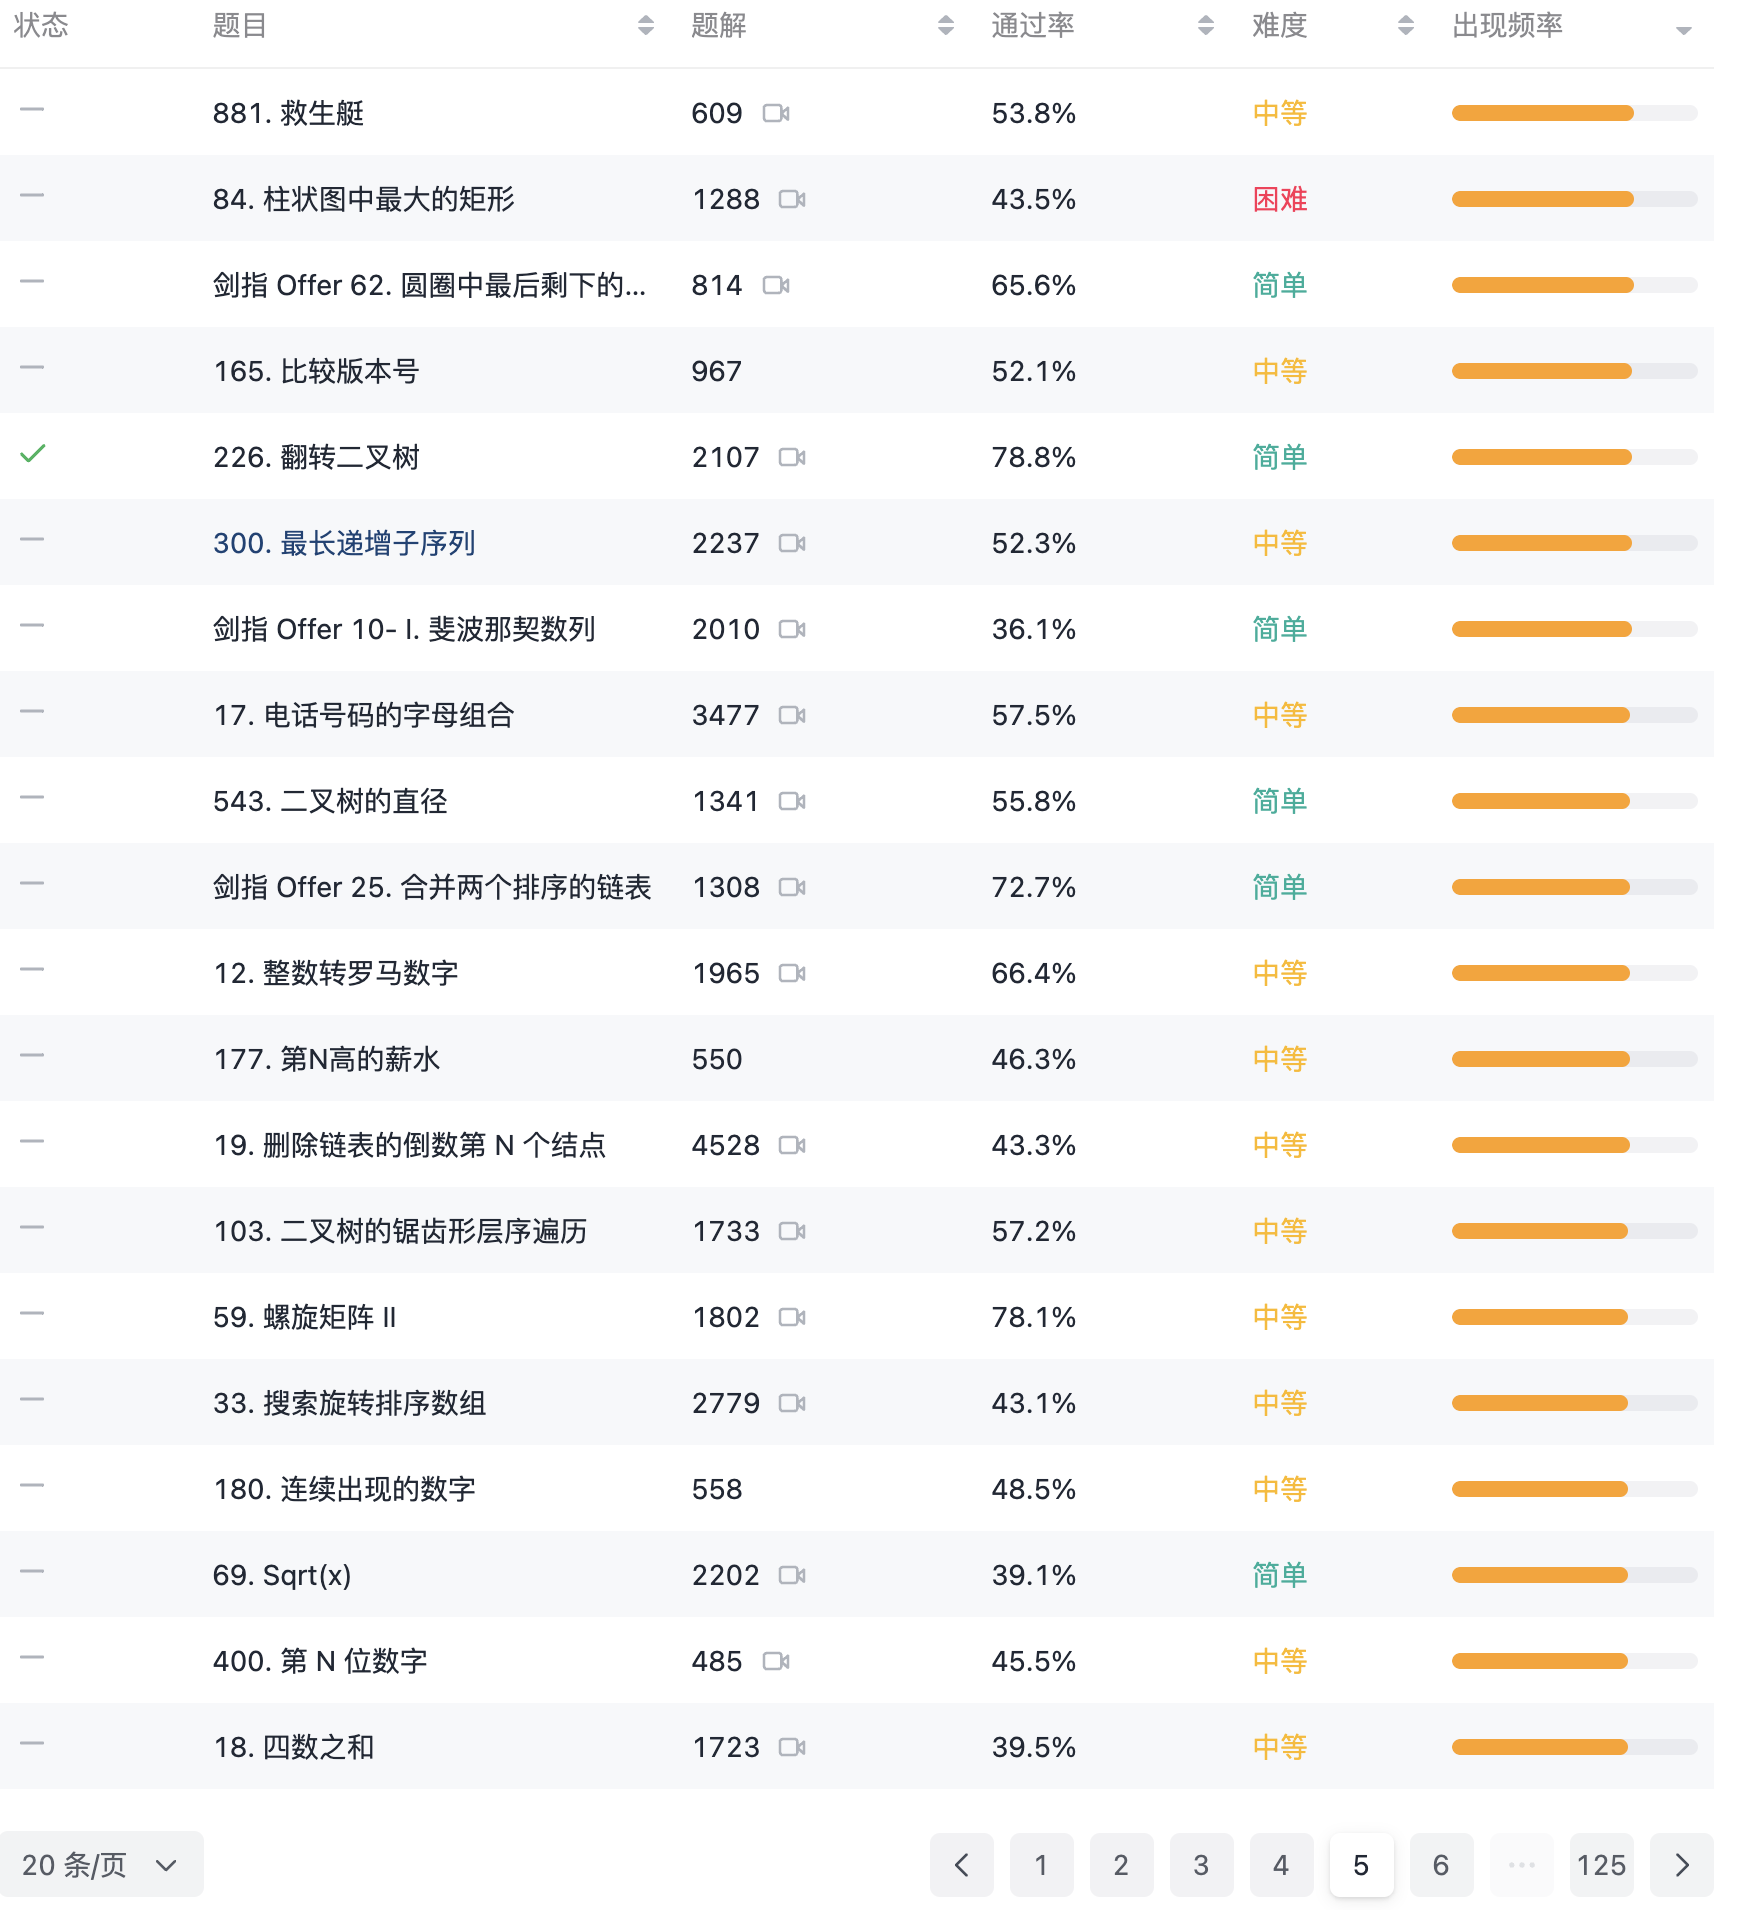 状态 题目 题解 通过率 难度 出现频率
881. 救生艇 609 53.8% 中等
84. 柱状图中最大的矩形 1288 43.5% 困难
剑指 Offer 62. 圆圈中最后剩下的... 814 65.6% 简单
165. 比较版本号 967 52.1% 中等
226. 翻转二叉树 2107 78.8% 简单
300. 最长递增子序列 2237 52.3% 中等
剑指 Offer 10- I. 斐波那契数列 2010 36.1% 简单
17. 电话号码的字母组合 3477 57.5% 中等
543. 二叉树的直径 1341 55.8% 简单
剑指 Offer 25. 合并两个排序的链表 1308 72.7% 简单
12. 整数转罗马数字 1965 66.4% 中等
177. 第N高的薪水 550 46.3% 中等
19. 删除链表的倒数第 N 个结点 4528 43.3% 中等
103. 二叉树的锯齿形层序遍历 1733 57.2% 中等
59. 螺旋矩阵 II 1802 78.1% 中等
33. 搜索旋转排序数组 2779 43.1% 中等
180. 连续出现的数字 558 48.5% 中等
69. Sqrt(x) 2202 39.1% 简单
400. 第 N 位数字 485 45.5% 中等
18. 四数之和 1723 39.5% 中等
20 条/页 1 2 3 4 5 6 ... 125